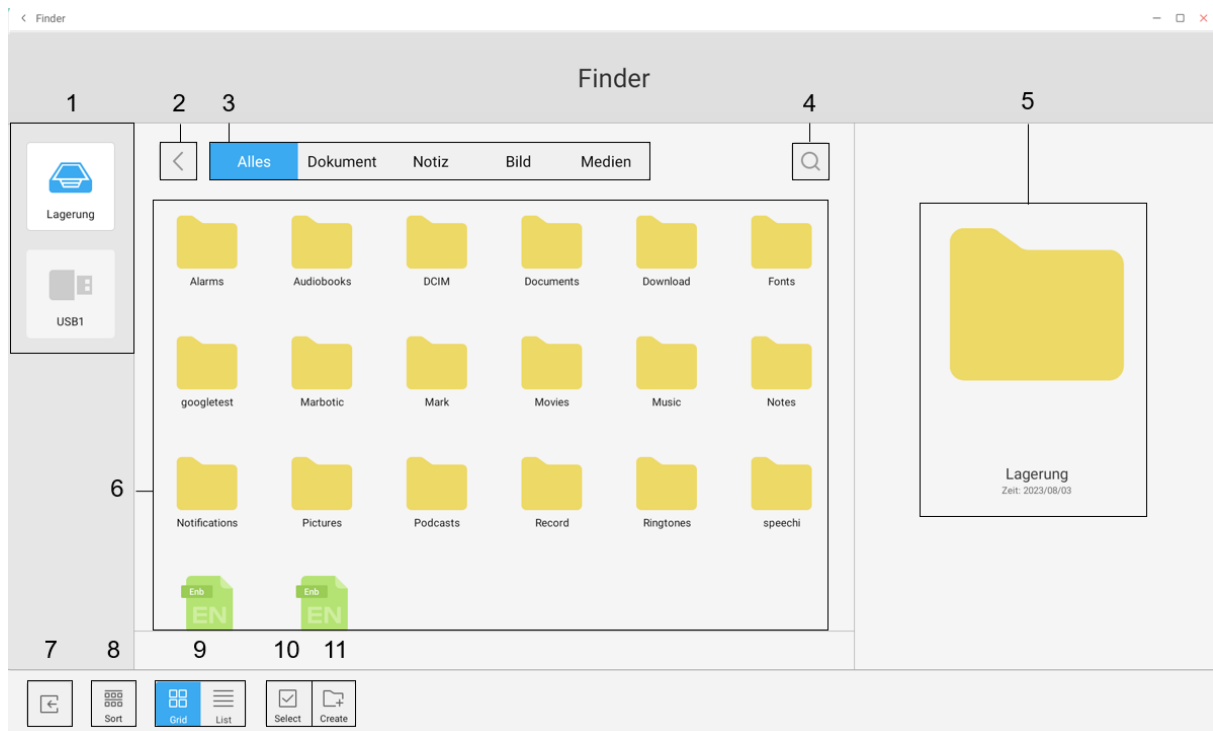 Finder
Finder
1
2
3
4
5
Alles Dokument Notiz Bild Medien
Lagerung
USB1
Alarms Audiobooks DCIM Documents Download Fonts
googletest Marbotic Mark Movies Music Notes
6
Notifications Pictures Podcasts Record Ringtones speechi
Enb Enb
EN EN
Lagerung
Zeit: 2023/08/03
7 8 9 10 11
Sort Grid List Select Create